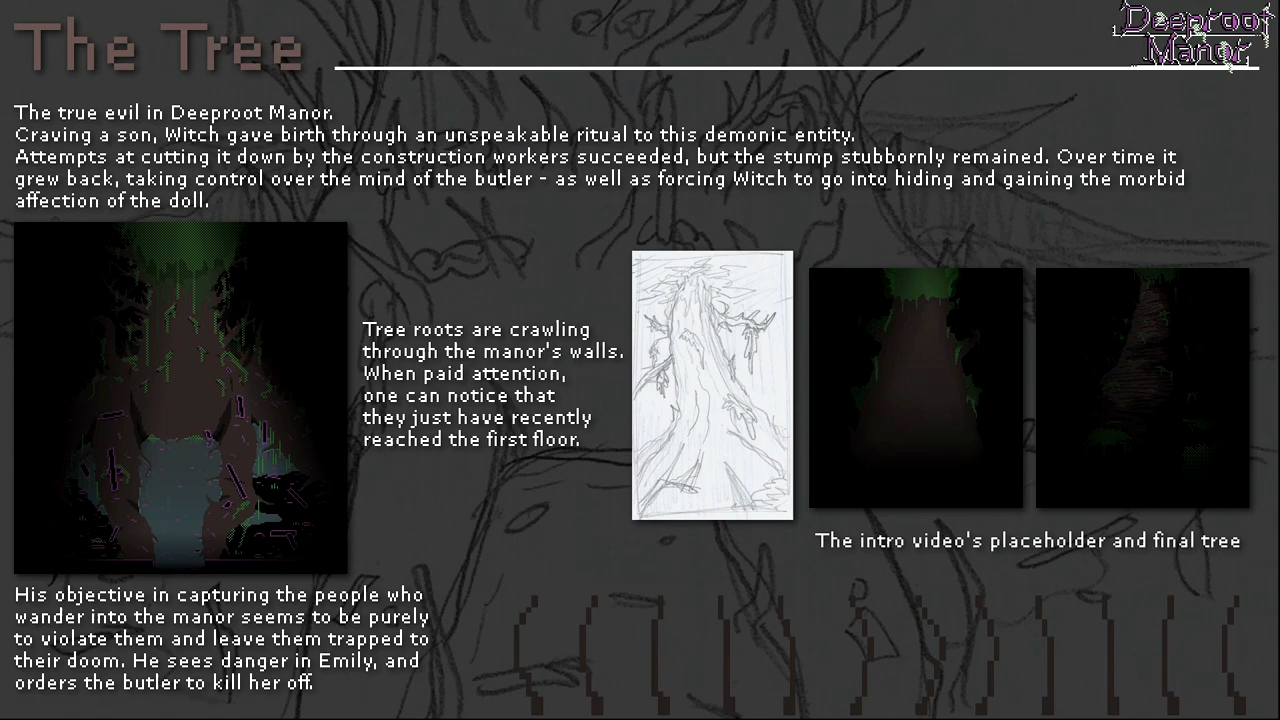 The Tree
Deeproot
Manor
The true evil in Deeproot Manor.
Craving a son, Witch gave birth through an unspeakable ritual to this demonic entity.
Attempts at cutting it down by the construction workers succeeded, but the stump stubbornly remained. Over time it
grew back, taking control over the mind of the butler - as well as forcing Witch to go into hiding and gaining the morbid
affection of the doll.
Tree roots are crawling
through the manor's walls.
When paid attention,
one can notice that
they just have recently
reached the first floor.
The intro video's placeholder and final tree
His objective in capturing the people who
wander into the manor seems to be purely
to violate them and leave them trapped to
their doom. He sees danger in Emily, and
orders the butler to kill her off.